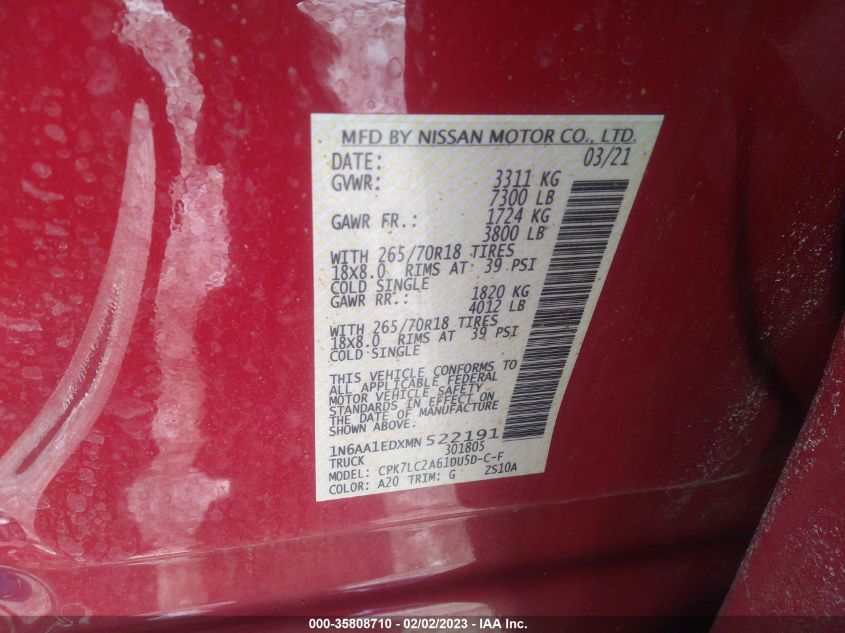 MFD BY NISSAN MOTOR CO., LTD.
DATE: 03/21
GVWR: 3311 KG
7300 LB
GAWR FR.: 1724 KG
3800 LB
WITH 265/70R18 TIRES
18X8.0 RIMS AT 39 PSI
COLD SINGLE
GAWR RR.: 1820 KG
4012 LB
WITH 265/70R18 TIRES
18X8.0 RIMS AT 39 PSI
COLD SINGLE
THIS VEHICLE CONFORMS TO
ALL APPLICABLE FEDERAL
MOTOR VEHICLE SAFETY
STANDARDS IN EFFECT ON
THE DATE OF MANUFACTURE
SHOWN ABOVE.
1N6AA1EDXMN522191
TRUCK 301805
MODEL: CPK7LC2A61DU5D-C-F
COLOR: A20 TRIM: G ZS10A
000-35808710 - 02/02/2023 - IAA Inc.